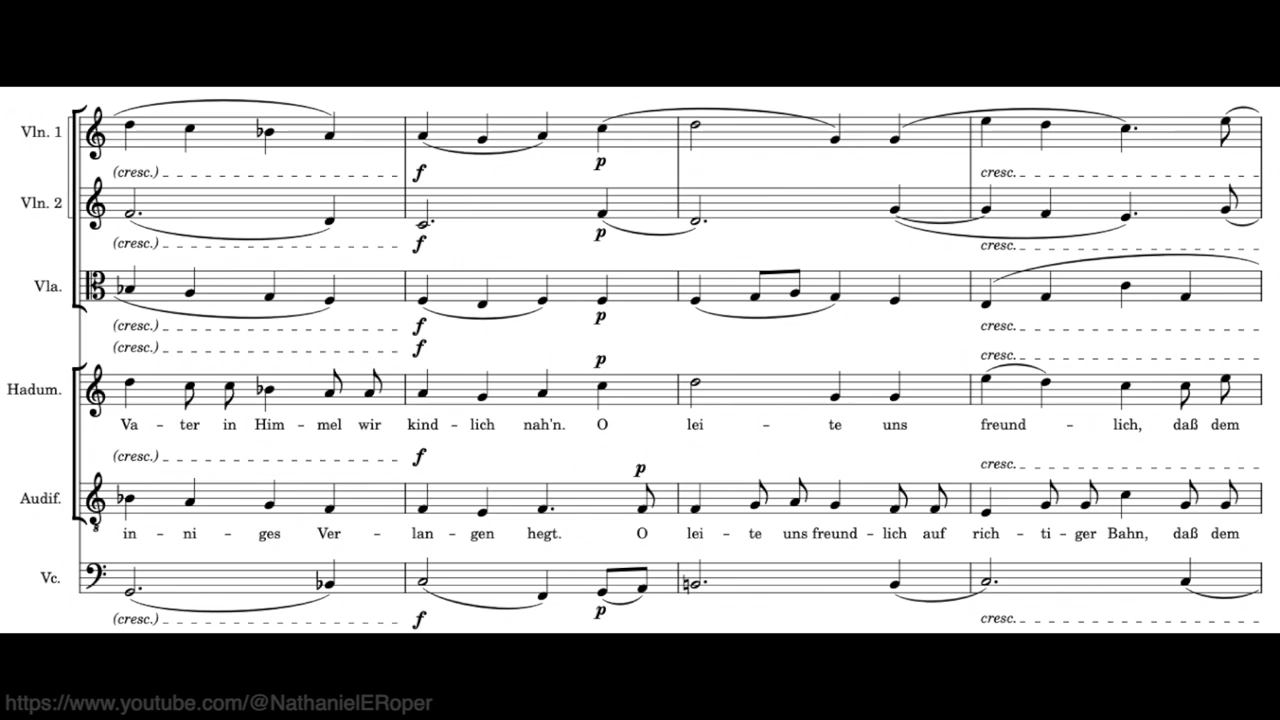 Vln. 1
(cresc.) f p cresc.
Vln. 2
(cresc.) f p cresc.
Vla.
(cresc.) f p cresc.
(cresc.) f p cresc.
Hadum.
Va - ter in Him - mel wir kind - lich nah'n. O lei - te uns freund - lich, daß dem
(cresc.) f p cresc.
Audif.
in - ni - ges Ver - lan - gen hegt. O lei - te uns freund - lich auf rich - ti - ger Bahn, daß dem
Vc.
(cresc.) f p cresc.
https://www.youtube.com/@NathanielERoper